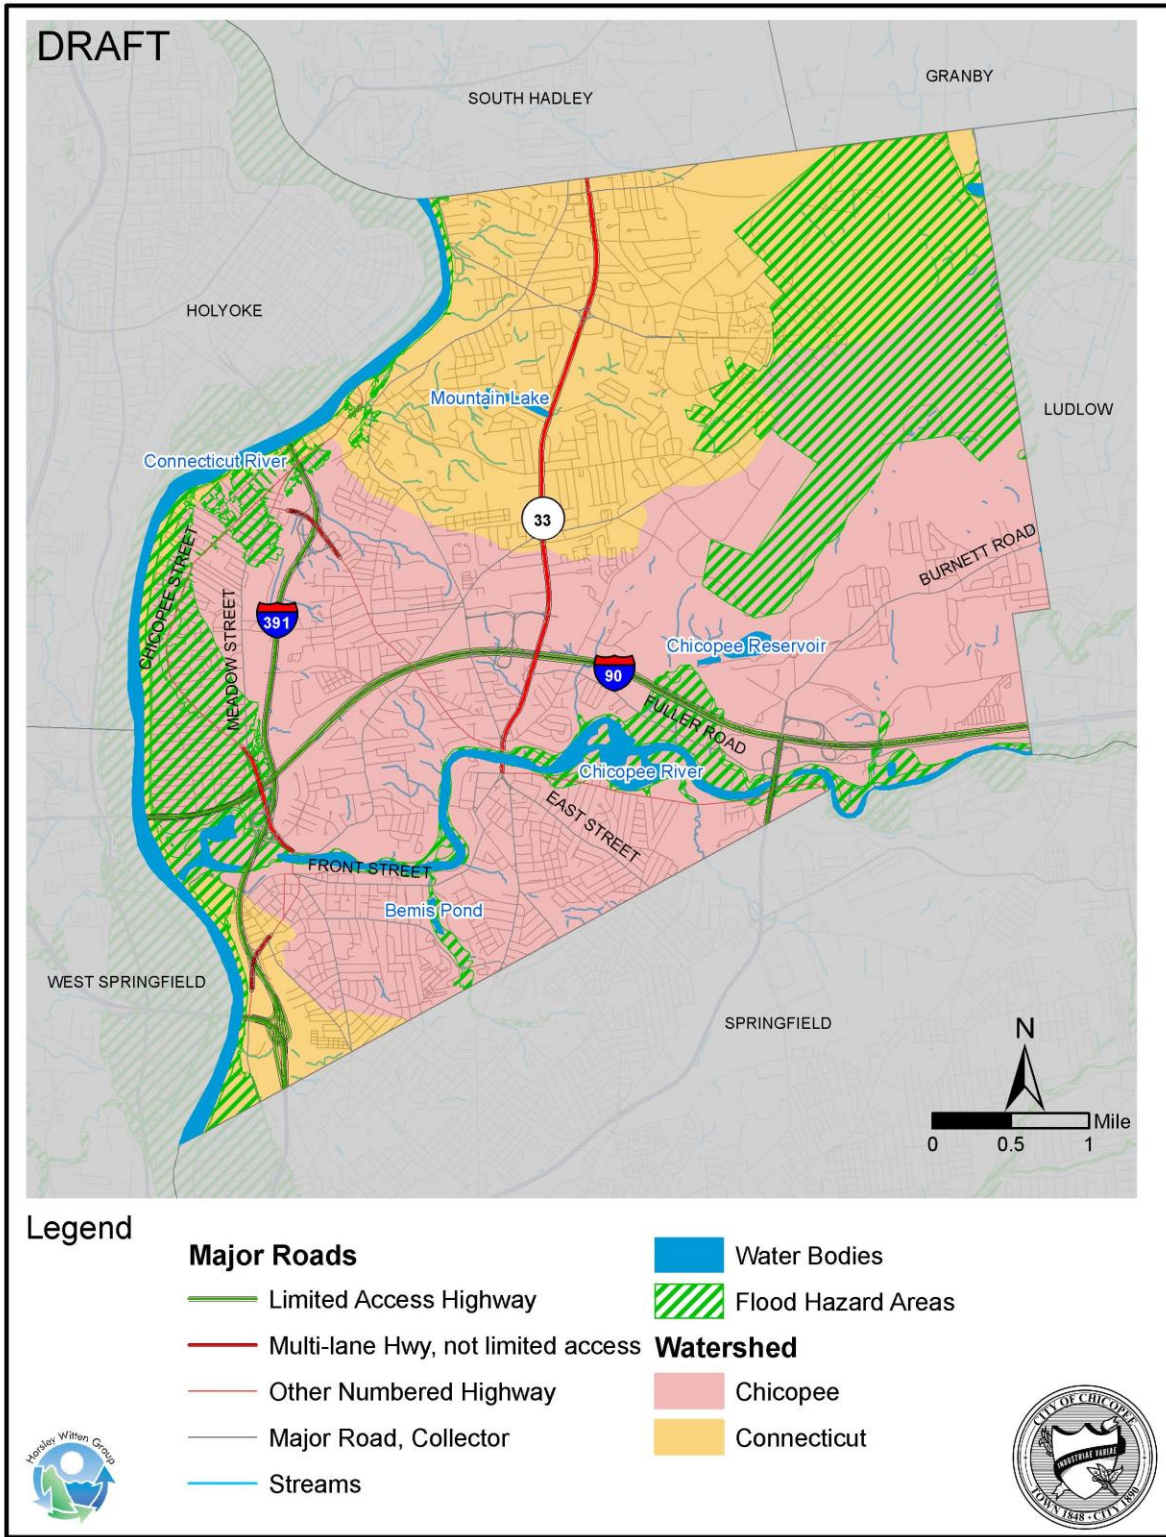 DRAFT
GRANBY
SOUTH HADLEY
HOLYOKE
Mountain Lake
LUDLOW
Connecticut River
33
CHICOPEE STREET
MEADOW STREET
391
BURNETT ROAD
Chicopee Reservoir
90
FULLER ROAD
Chicopee River
EAST STREET
FRONT STREET
Bemis Pond
WEST SPRINGFIELD
SPRINGFIELD
N
Mile
0 0.5 1
Legend
Major Roads
Limited Access Highway
Multi-lane Hwy, not limited access
Other Numbered Highway
Major Road, Collector
Streams
Water Bodies
Flood Hazard Areas
Watershed
Chicopee
Connecticut
Horsley Witten Group
CITY OF CHICOPEE
INDUSTRIAE VARIAE
TOWN 1848 · CITY 1890